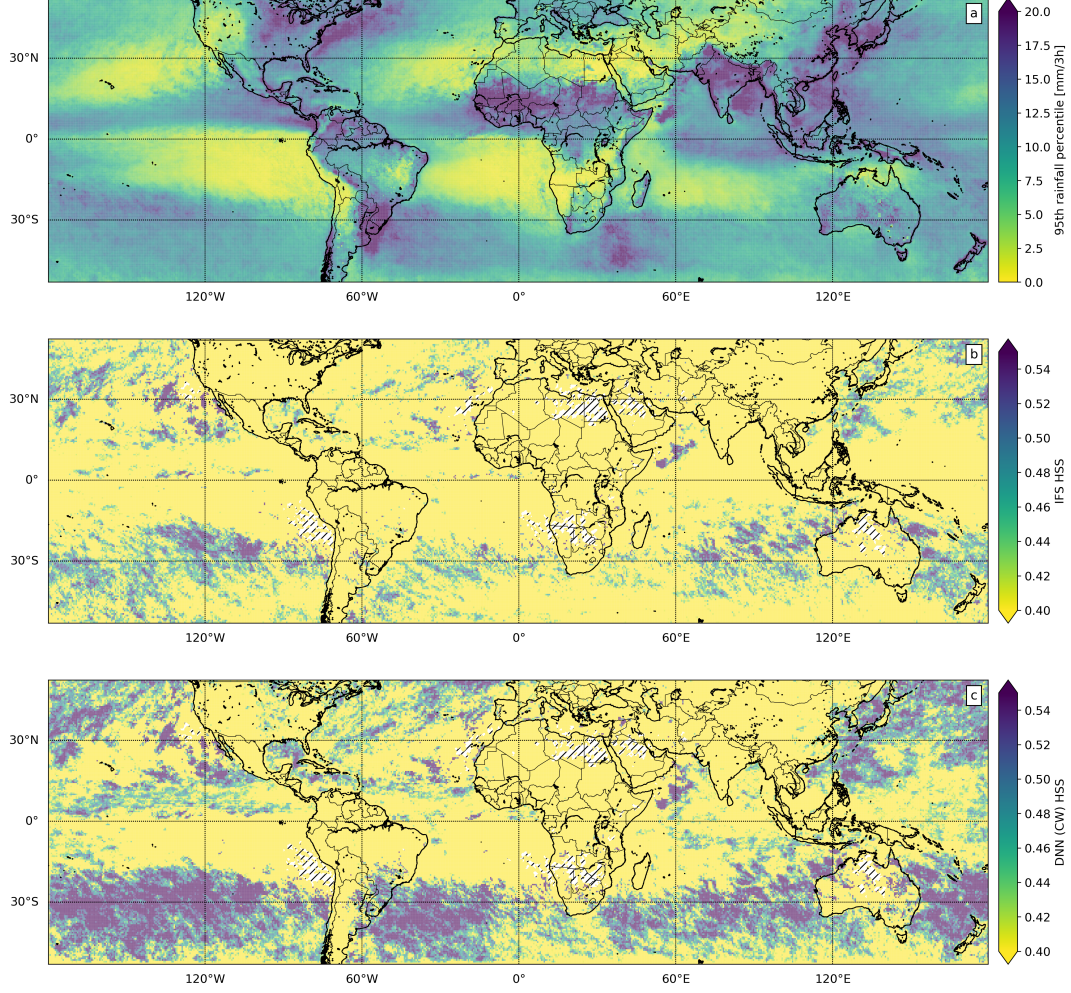 a
20.0
17.5
15.0
12.5
10.0
7.5
5.0
2.5
0.0
95th rainfall percentile [mm/3h]
30°N
0°
30°S
120°W 60°W 0° 60°E 120°E
b
0.54
0.52
0.50
0.48
0.46
0.44
0.42
0.40
IFS HSS
30°N
0°
30°S
120°W 60°W 0° 60°E 120°E
c
0.54
0.52
0.50
0.48
0.46
0.44
0.42
0.40
DNN (CW) HSS
30°N
0°
30°S
120°W 60°W 0° 60°E 120°E